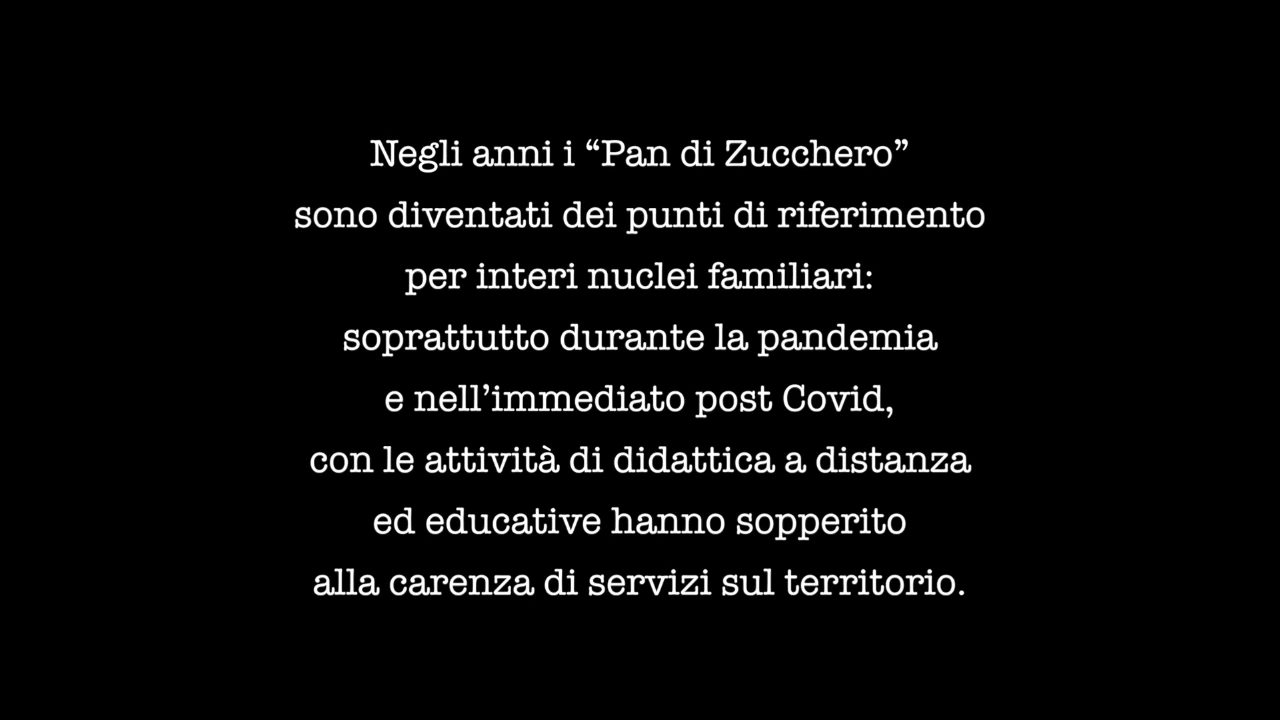 Negli anni i “Pan di Zucchero”
sono diventati dei punti di riferimento
per interi nuclei familiari:
soprattutto durante la pandemia
e nell’immediato post Covid,
con le attività di didattica a distanza
ed educative hanno sopperito
alla carenza di servizi sul territorio.